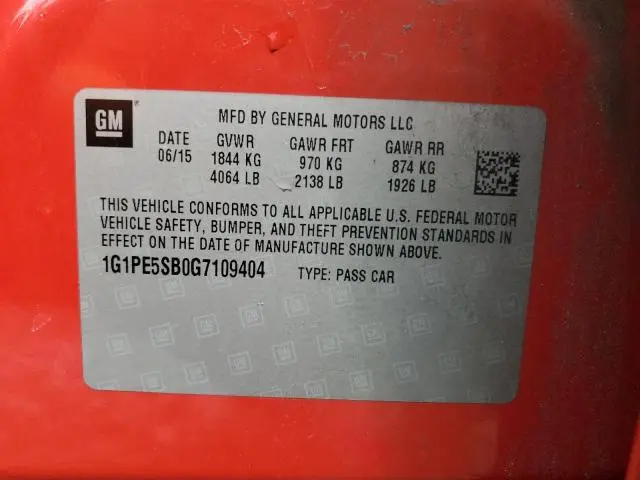 GM
MFD BY GENERAL MOTORS LLC
DATE GVWR GAWR FRT GAWR RR
06/15 1844 KG 970 KG 874 KG
4064 LB 2138 LB 1926 LB
THIS VEHICLE CONFORMS TO ALL APPLICABLE U.S. FEDERAL MOTOR
VEHICLE SAFETY, BUMPER, AND THEFT PREVENTION STANDARDS IN
EFFECT ON THE DATE OF MANUFACTURE SHOWN ABOVE.
1G1PE5SB0G7109404 TYPE: PASS CAR